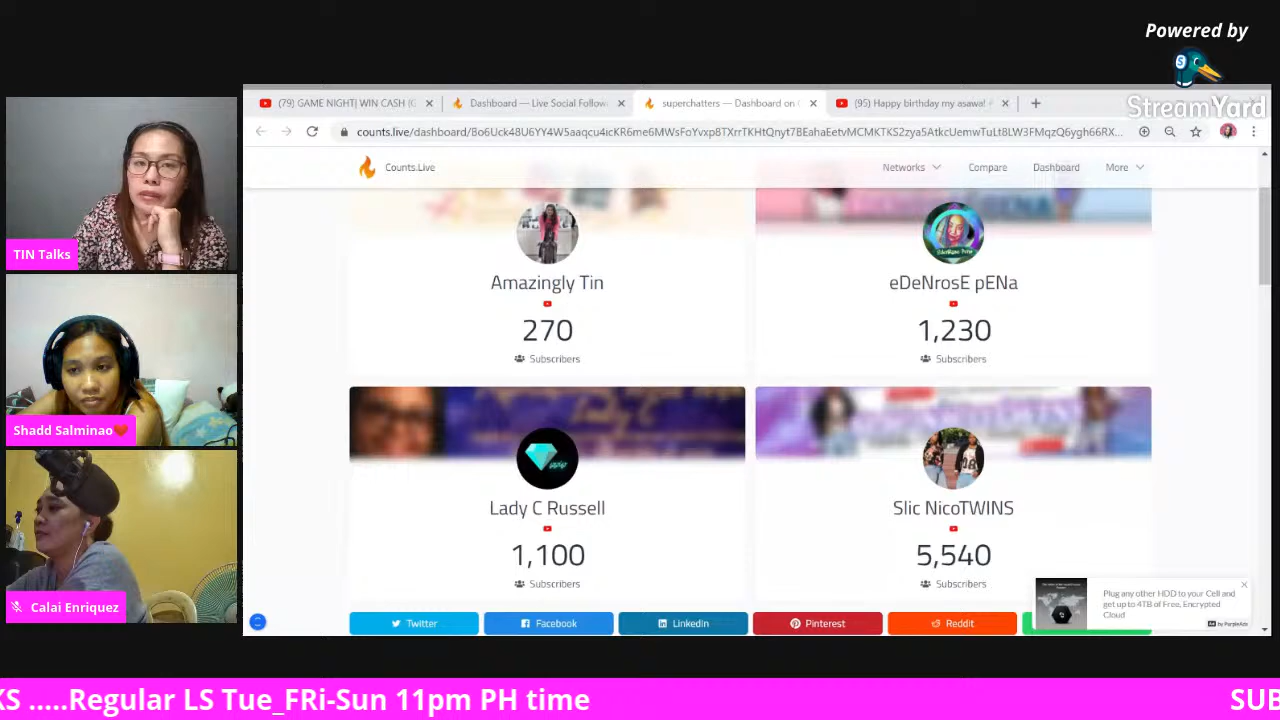 Powered by
StreamYard
(79) GAME NIGHT| WIN CASH (G
Dashboard — Live Social Follow
superchatters — Dashboard on
(95) Happy birthday my asawa!
counts.live/dashboard/
Counts.Live
Networks
Compare
Dashboard
More
TIN Talks
Amazingly Tin
270
Subscribers
eDeNrosE pENa
1,230
Subscribers
Shadd Salminao❤️
Lady C Russell
1,100
Subscribers
Slic NicoTWINS
5,540
Subscribers
Calai Enriquez
Plug any other HDD to your Cell and
get up to 4TB of Free, Encrypted
Cloud
Ad by PurpleAds
Twitter
Facebook
LinkedIn
Pinterest
Reddit
KS .....Regular LS Tue_FRi-Sun 11pm PH time
SUB